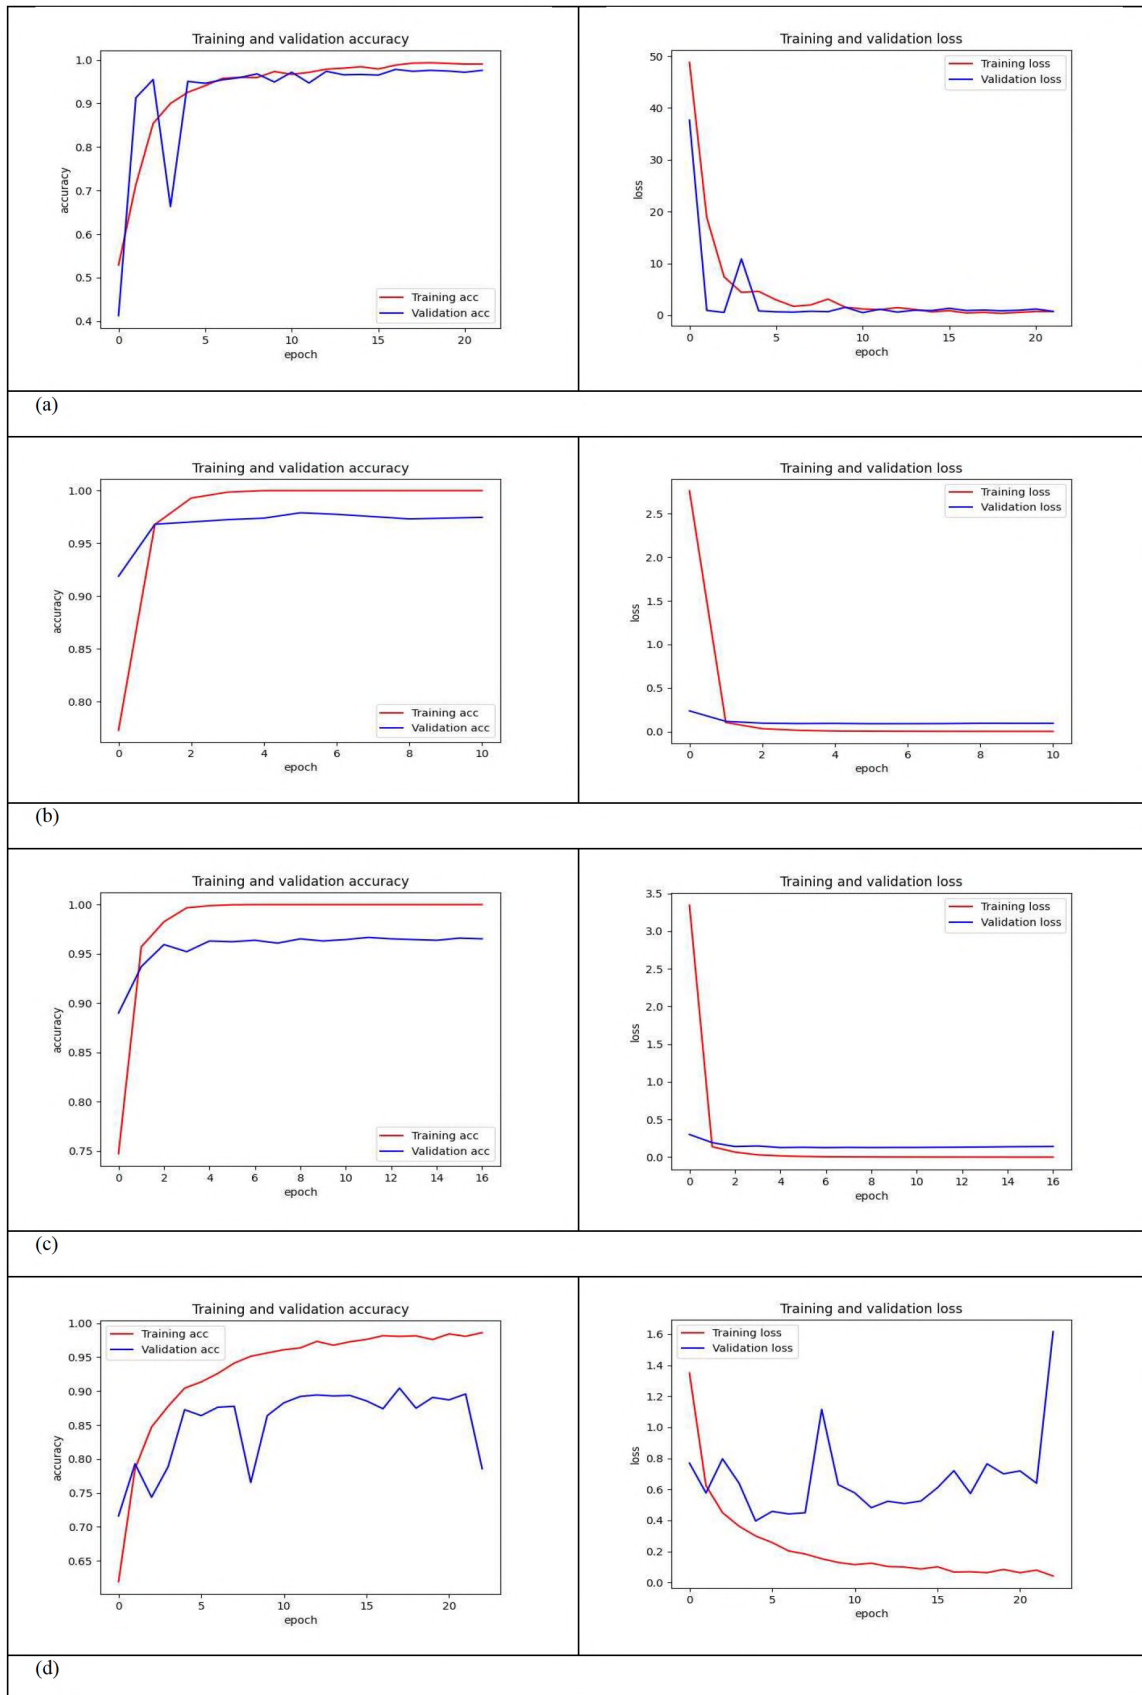 Training and validation accuracy
1.0
0.9
0.8
0.7
0.6
0.5
0.4
accuracy
Training acc
Validation acc
0 5 10 15 20
epoch
Training and validation loss
50
40
30
20
10
0
loss
Training loss
Validation loss
0 5 10 15 20
epoch
(a)
Training and validation accuracy
1.00
0.95
0.90
0.85
0.80
accuracy
Training acc
Validation acc
0 2 4 6 8 10
epoch
Training and validation loss
2.5
2.0
1.5
1.0
0.5
0.0
loss
Training loss
Validation loss
0 2 4 6 8 10
epoch
(b)
Training and validation accuracy
1.00
0.95
0.90
0.85
0.80
0.75
accuracy
Training acc
Validation acc
0 2 4 6 8 10 12 14 16
epoch
Training and validation loss
3.5
3.0
2.5
2.0
1.5
1.0
0.5
0.0
loss
Training loss
Validation loss
0 2 4 6 8 10 12 14 16
epoch
(c)
Training and validation accuracy
1.00
0.95
0.90
0.85
0.80
0.75
0.70
0.65
accuracy
Training acc
Validation acc
0 5 10 15 20
epoch
Training and validation loss
1.6
1.4
1.2
1.0
0.8
0.6
0.4
0.2
0.0
loss
Training loss
Validation loss
0 5 10 15 20
epoch
(d)